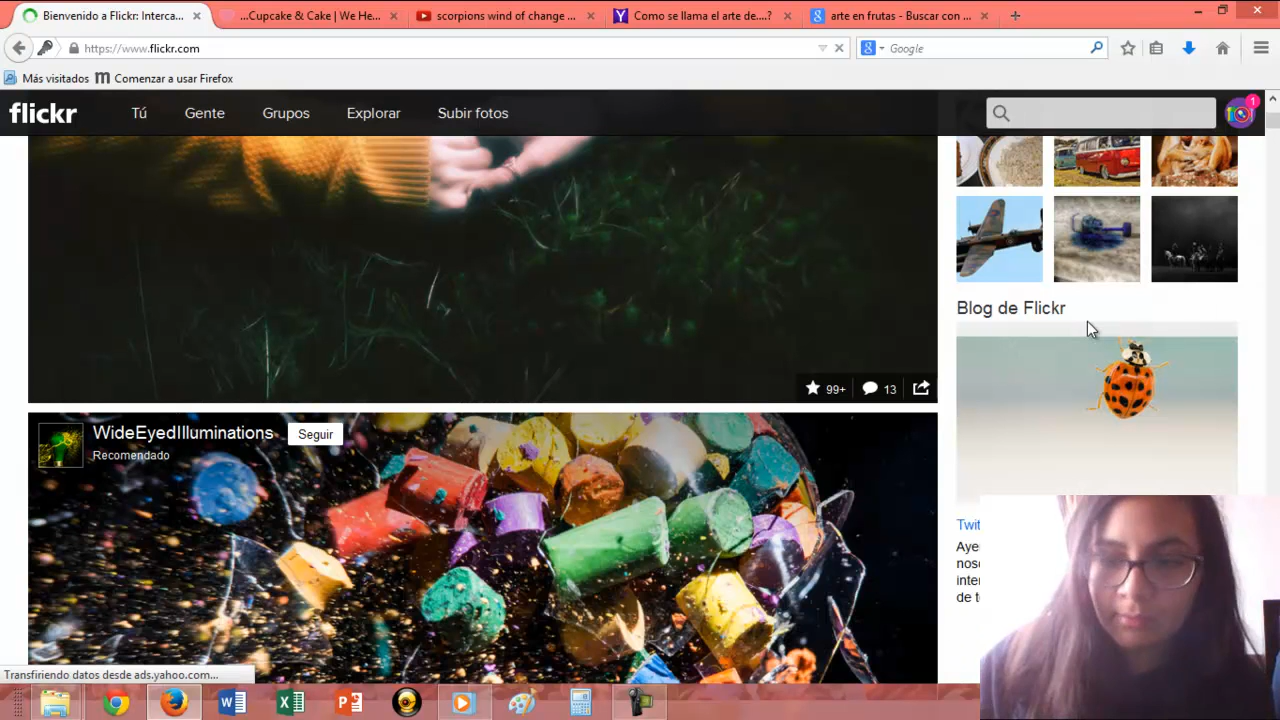 Bienvenido a Flickr: Interca...
...Cupcake & Cake | We He...
scorpions wind of change ...
Como se llama el arte de....?
arte en frutas - Buscar con ...
https://www.flickr.com
Google
Más visitados
Comenzar a usar Firefox
flickr
Tú
Gente
Grupos
Explorar
Subir fotos
1
Blog de Flickr
99+
13
WideEyedIlluminations
Seguir
Recomendado
Twit
Ayer
nos
inte
de t
Transfiriendo datos desde ads.yahoo.com...